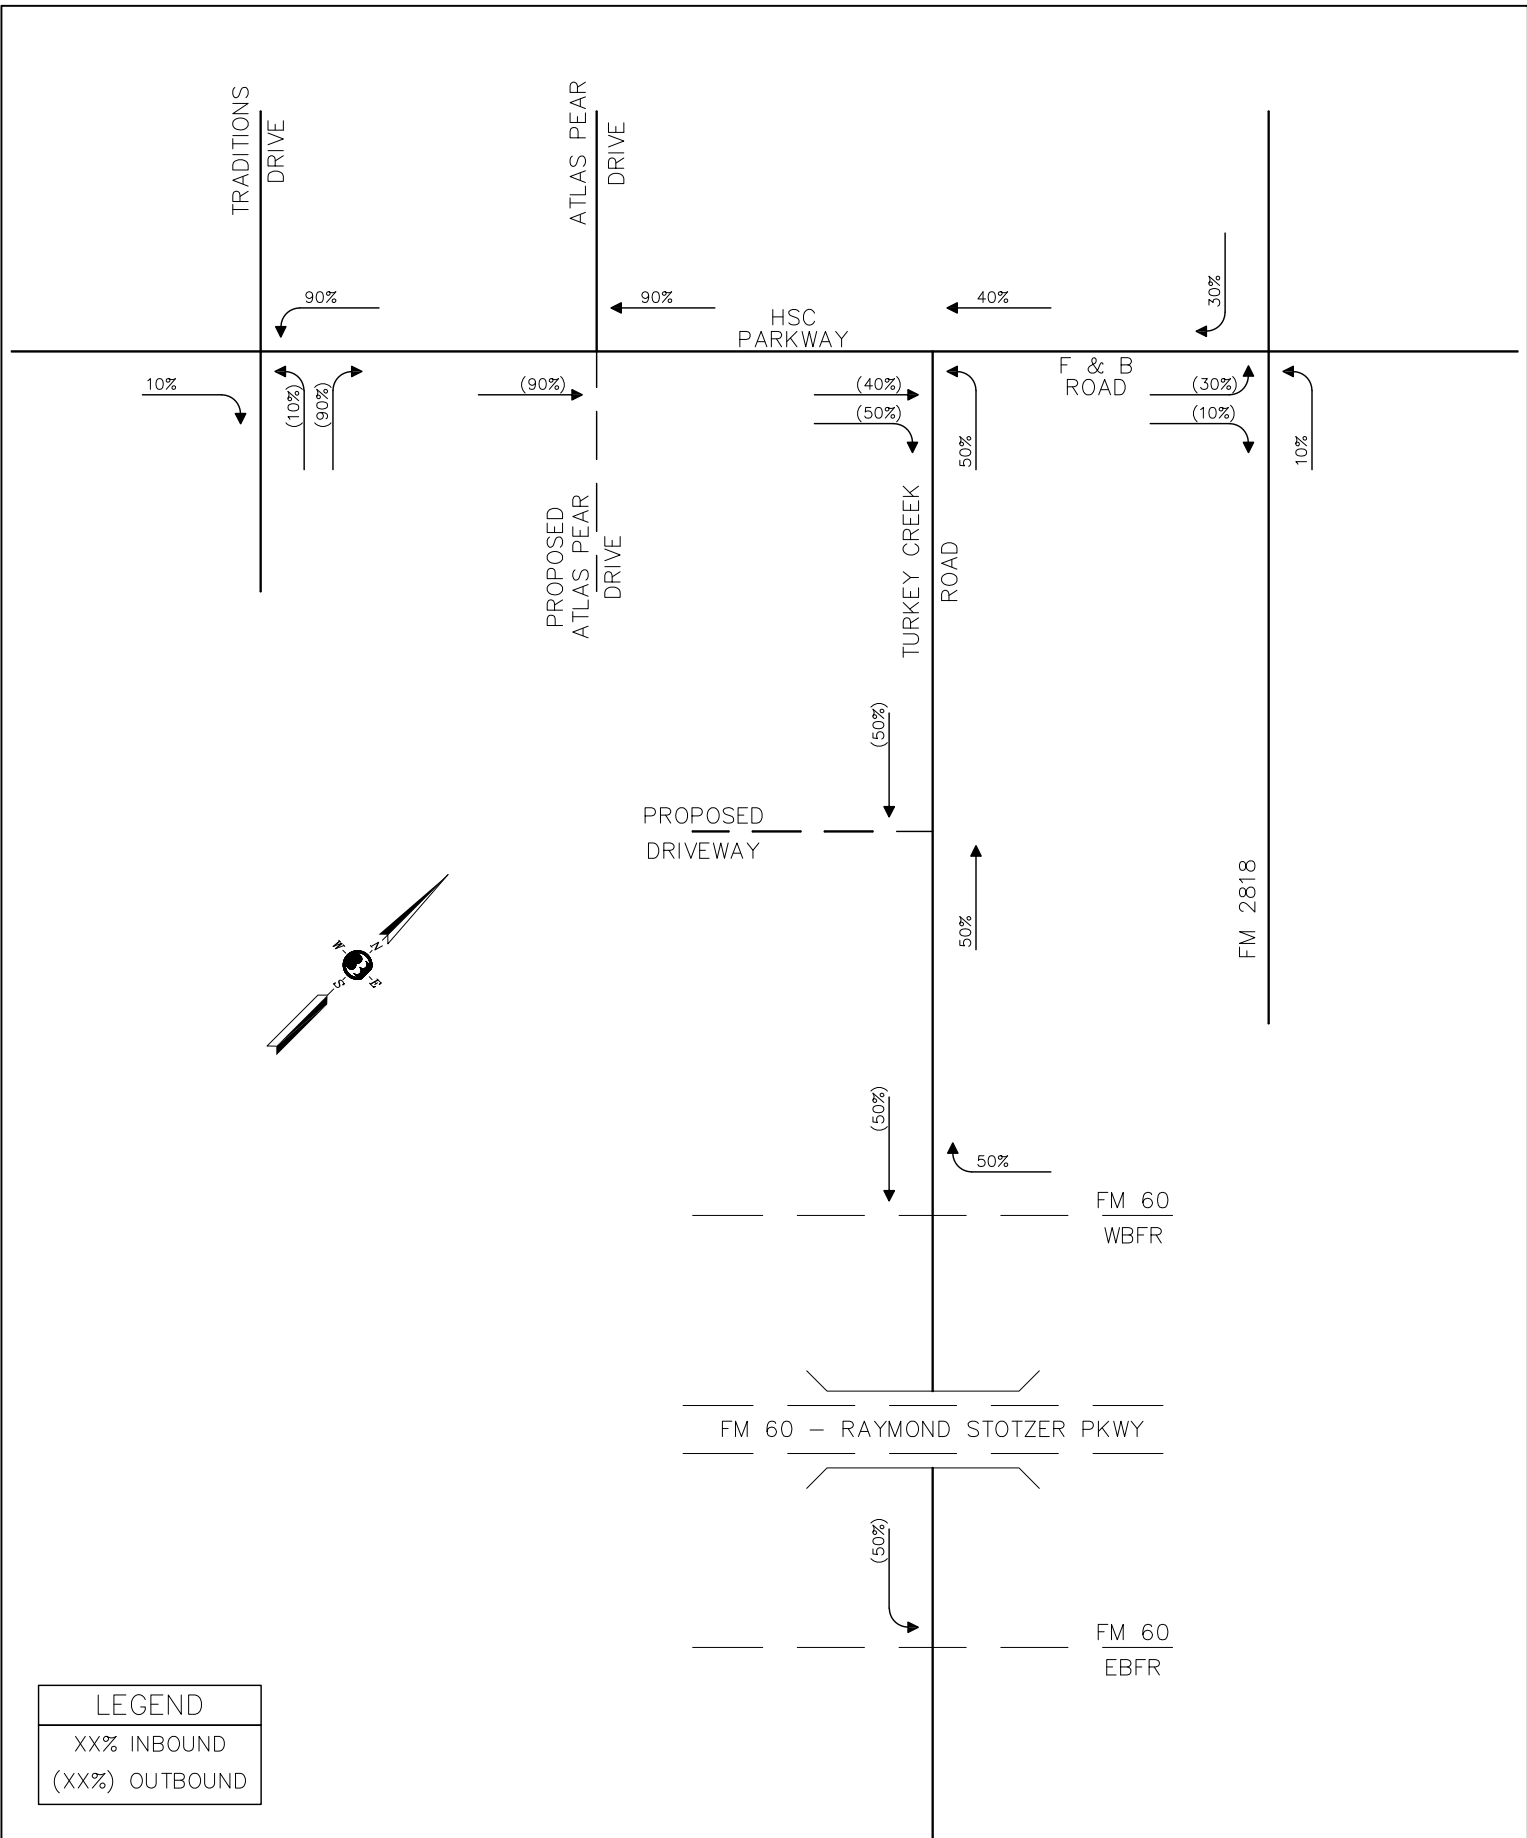 TRADITIONS
DRIVE
ATLAS PEAR
DRIVE
90%
90%
40%
30%
HSC
PARKWAY
F & B
ROAD
10%
(10%)
(90%)
(90%)
(40%)
(50%)
50%
(30%)
(10%)
10%
PROPOSED
ATLAS PEAR
DRIVE
TURKEY CREEK
ROAD
(50%)
PROPOSED
DRIVEWAY
50%
FM 2818
W
N
S
E
(50%)
50%
FM 60
WBFR
FM 60 – RAYMOND STOTZER PKWY
(50%)
FM 60
EBFR
LEGEND
XX% INBOUND
(XX%) OUTBOUND